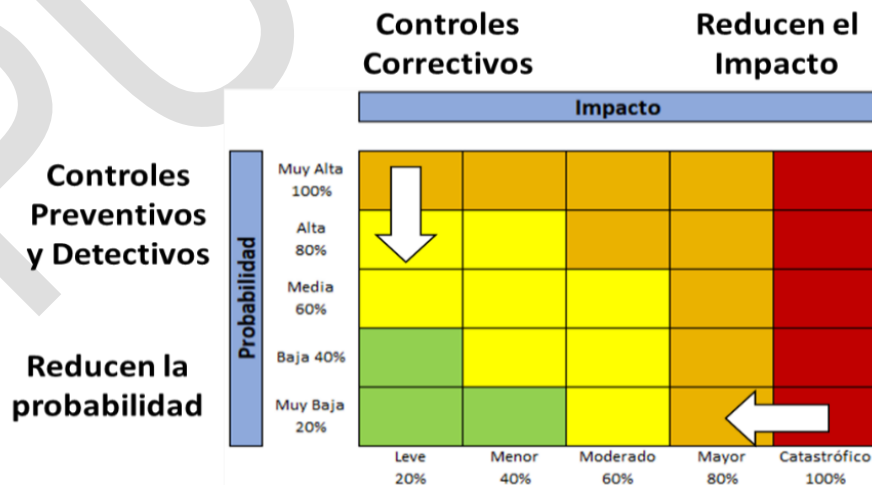 Controles
Correctivos
Reducen el
Impacto
Impacto
Controles
Preventivos
y Detectivos
Reducen la
probabilidad
Probabilidad
Muy Alta
100%
Alta
80%
Media
60%
Baja 40%
Muy Baja
20%
Leve
20%
Menor
40%
Moderado
60%
Mayor
80%
Catastrófico
100%